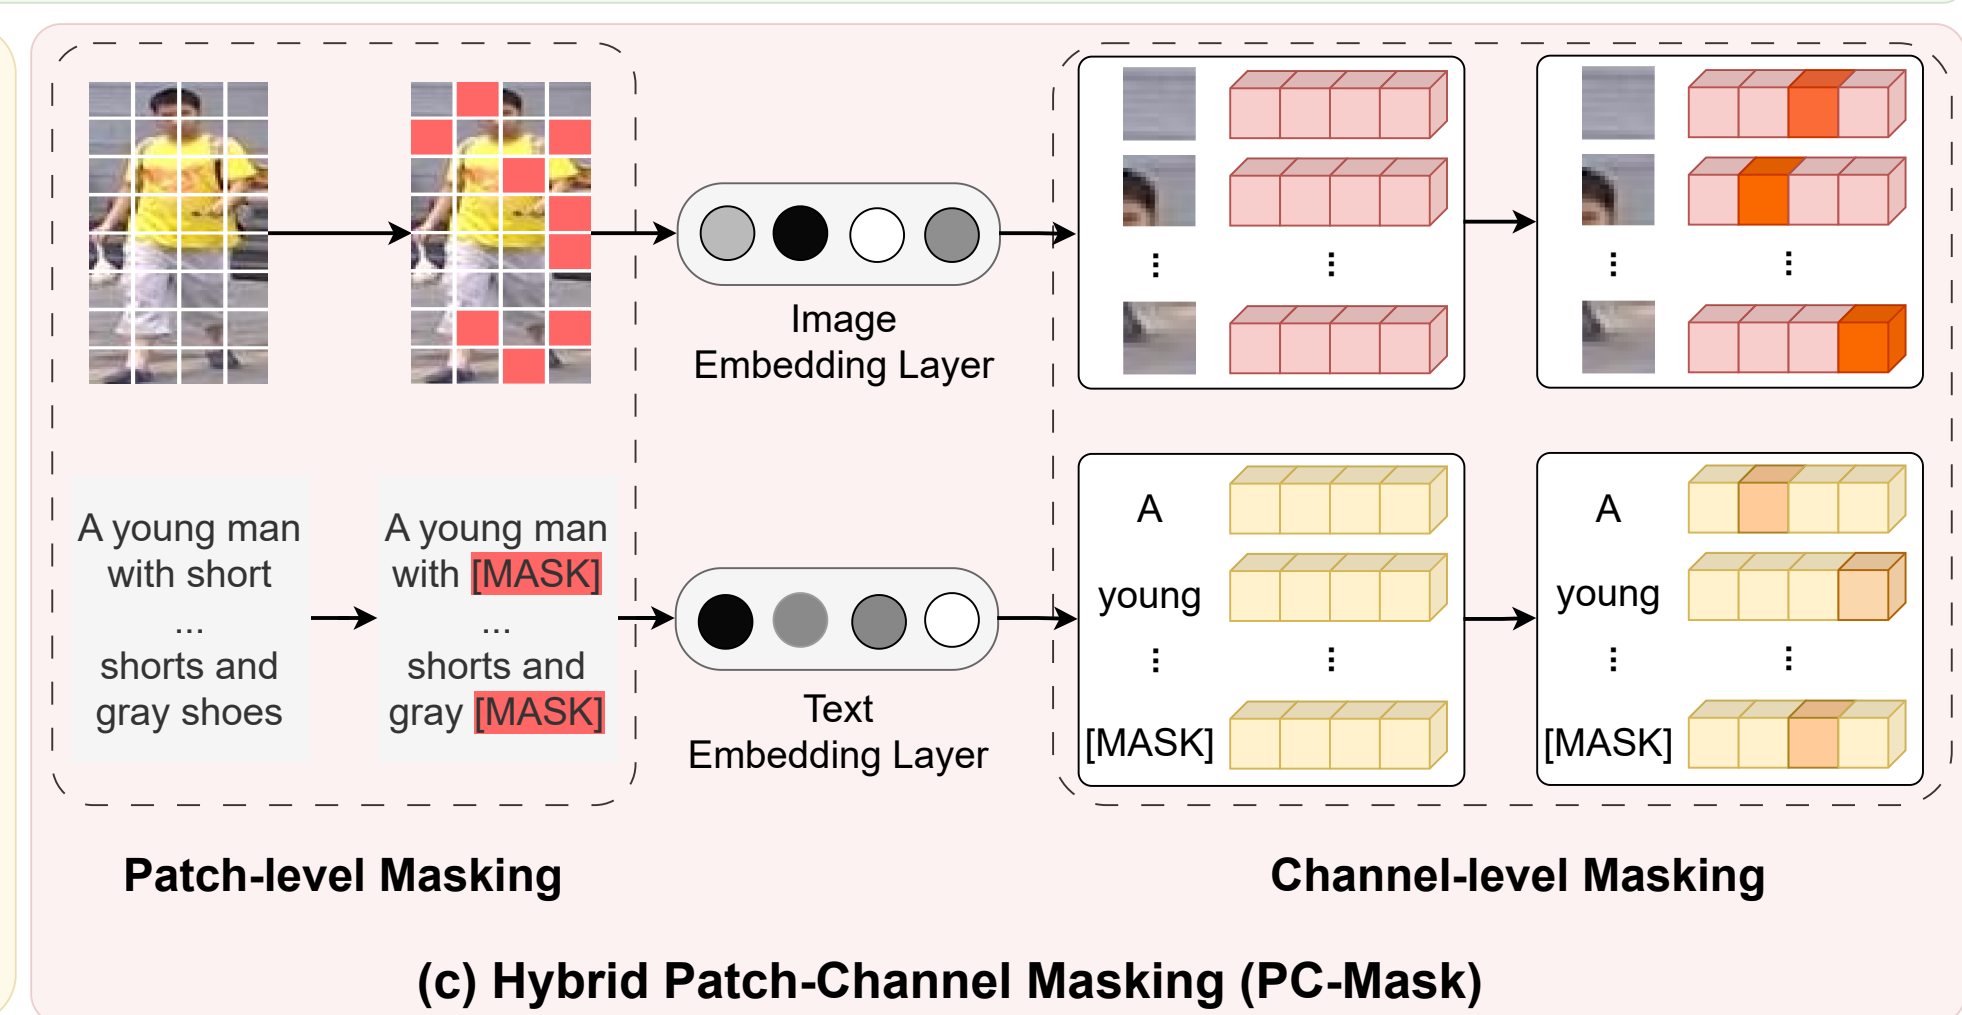 A young man
with short
...
shorts and
gray shoes
A young man
with [MASK]
...
shorts and
gray [MASK]
Image
Embedding Layer
Text
Embedding Layer
...
...
...
...
A
young
...
...
[MASK]
A
young
...
...
[MASK]
Patch-level Masking
Channel-level Masking
(c) Hybrid Patch-Channel Masking (PC-Mask)